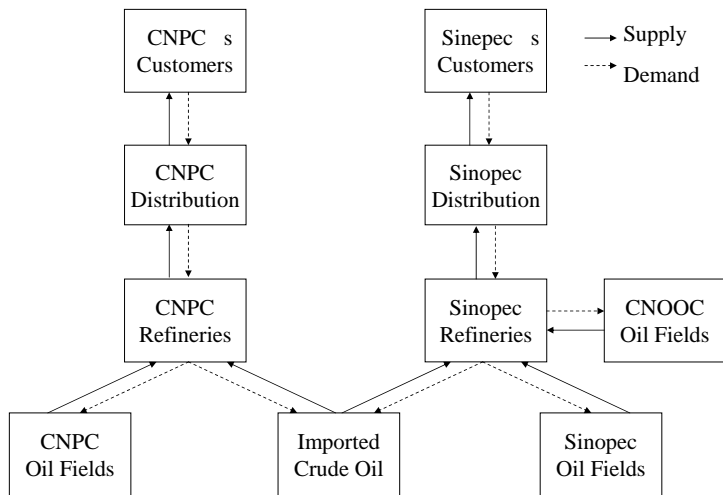 CNPC s
Customers
Sinepec s
Customers
Supply
Demand
CNPC
Distribution
Sinopec
Distribution
CNPC
Refineries
Sinopec
Refineries
CNOOC
Oil Fields
CNPC
Oil Fields
Imported
Crude Oil
Sinopec
Oil Fields